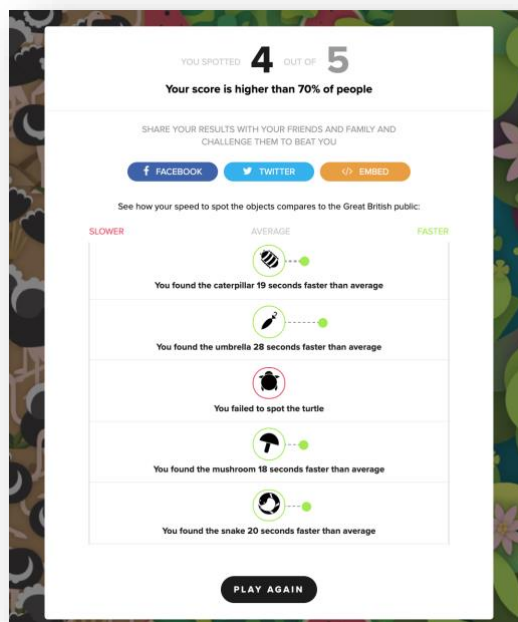 YOU SPOTTED 4 OUT OF 5
Your score is higher than 70% of people
SHARE YOUR RESULTS WITH YOUR FRIENDS AND FAMILY AND
CHALLENGE THEM TO BEAT YOU
FACEBOOK TWITTER </> EMBED
See how your speed to spot the objects compares to the Great British public:
SLOWER AVERAGE FASTER
You found the caterpillar 19 seconds faster than average
You found the umbrella 28 seconds faster than average
You failed to spot the turtle
You found the mushroom 18 seconds faster than average
You found the snake 20 seconds faster than average
PLAY AGAIN